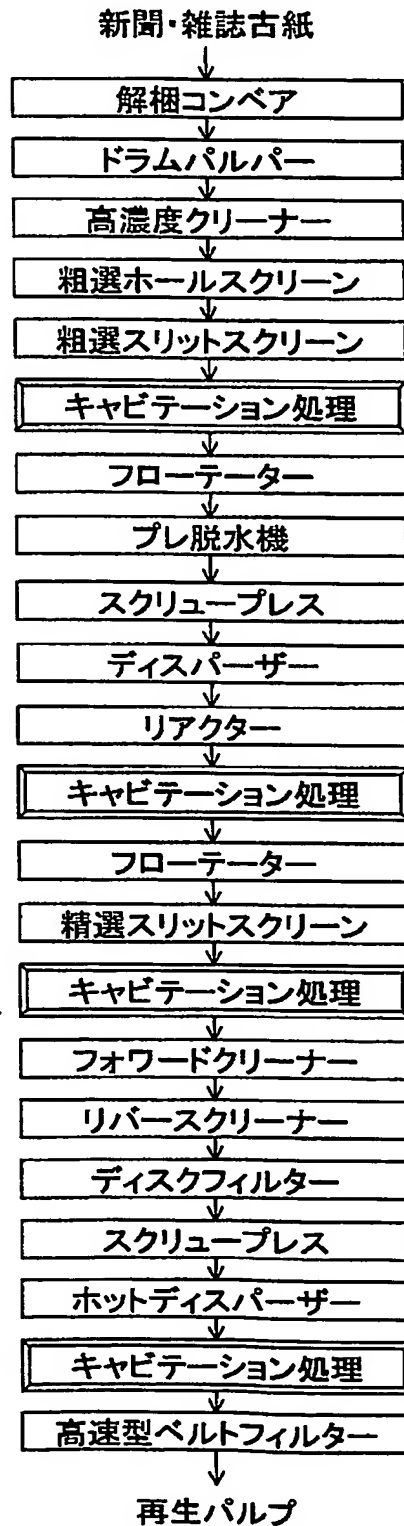 新聞・雑誌古紙
解梱コンベア
ドラムパルパー
高濃度クリーナー
粗選ホールスクリーン
粗選スリットスクリーン
キャビテーション処理
フローテーター
プレ脱水機
スクリュープレス
ディスパーザー
リアクター
キャビテーション処理
フローテーター
精選スリットスクリーン
キャビテーション処理
フォワードクリーナー
リバースクリーナー
ディスクフィルター
スクリュープレス
ホットディスパーザー
キャビテーション処理
高速型ベルトフィルター
再生パルプ